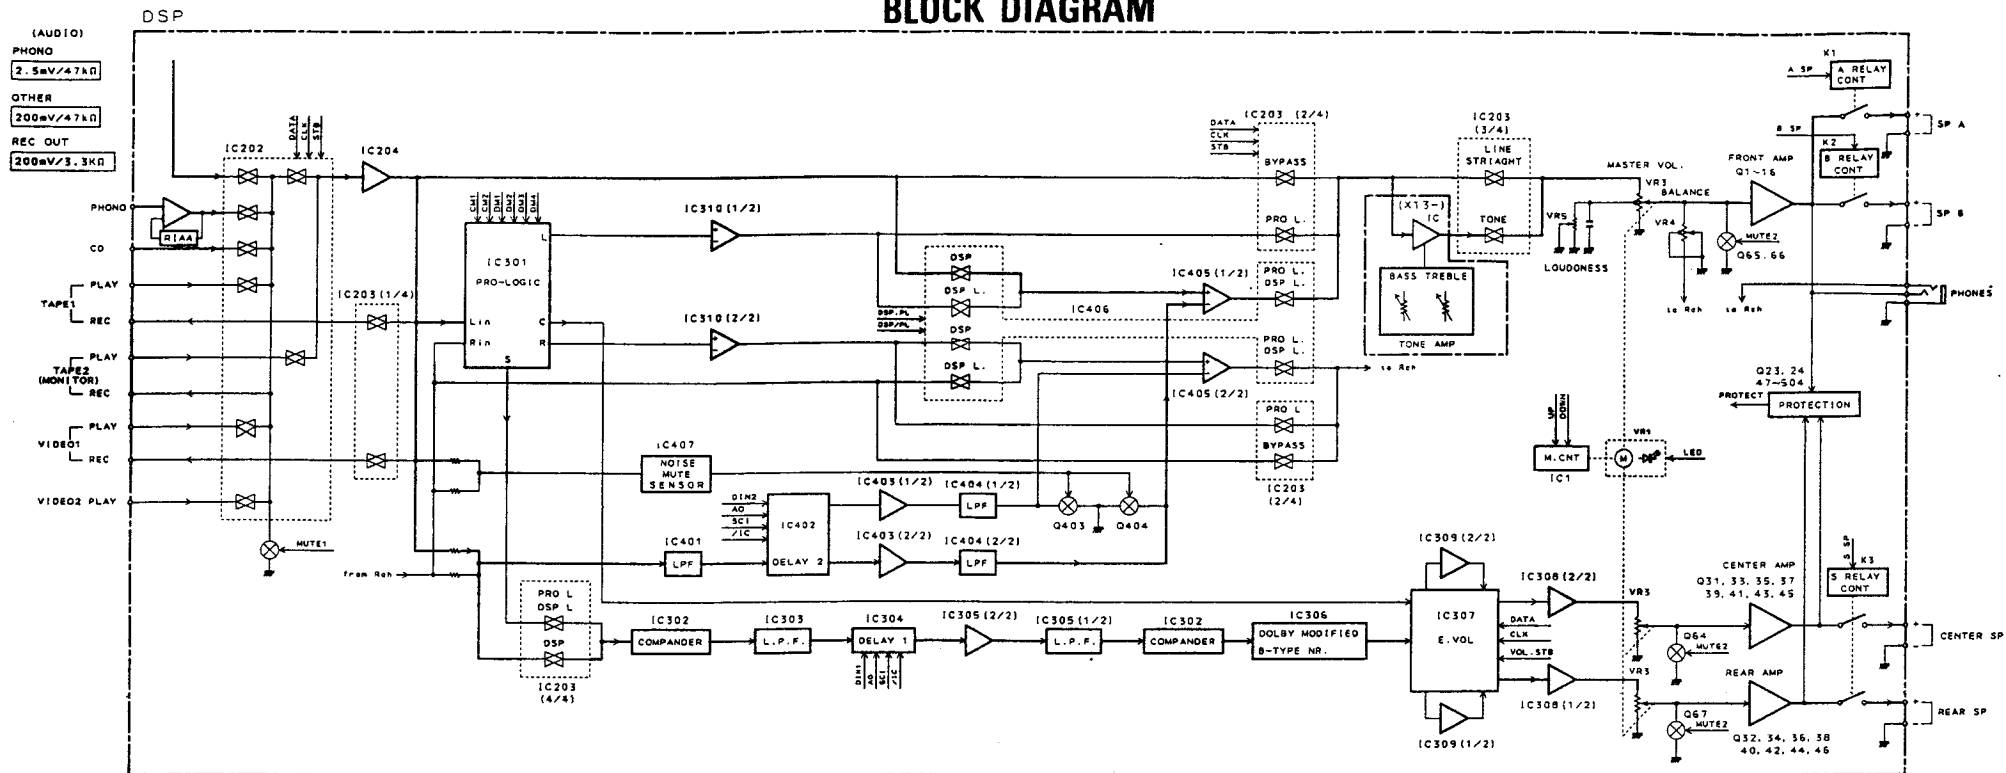 BLOCK DIAGRAM
DSP
(AUDIO)
PHONO
2.5mV/47kΩ
OTHER
200mV/47kΩ
REC OUT
200mV/3.3KΩ
PHONO
RIAA
CD
TAPE1
PLAY
REC
TAPE2
(MONITOR)
PLAY
REC
VIDEO1
PLAY
REC
VIDEO2 PLAY
IC202
DATA
CLK
STB
IC204
MUTE1
IC203(1/4)
from Rch
CM1
CM2
DM1
DM2
DM3
DM4
L
IC301
PRO-LOGIC
Lin
Rin
C
R
S
IC310(1/2)
IC310(2/2)
DSP
DSP L.
DSP.PL
DSP/PL
DSP
DSP L.
IC406
IC405(1/2)
IC405(2/2)
IC203 (2/4)
DATA
CLK
STB
BYPASS
PRO L.
PRO L.
DSP L.
PRO L.
DSP L.
PRO L
BYPASS
IC203
(2/4)
to Rch
IC203
(3/4)
LINE
STRIAGHT
TONE
(X13-)
IC
BASS TREBLE
TONE AMP
MASTER VOL.
VR3
BALANCE
VR5
VR4
LOUDONESS
MUTE2
Q65.66
to Rch
to Rch
FRONT AMP
Q1~16
A SP
K1
A RELAY
CONT
B SP
K2
B RELAY
CONT
SP A
SP B
PHONES
Q23, 24
47~504
PROTECT
PROTECTION
UP
DOWN
M.CNT
IC1
VR1
M
LED
IC407
NOISE
MUTE
SENSOR
DIN2
AO
SCI
/IC
IC402
DELAY 2
IC401
LPF
IC403(1/2)
IC403(2/2)
IC404(1/2)
LPF
IC404(2/2)
LPF
Q403
Q404
PRO L
DSP L
DSP
IC203
(4/4)
IC302
COMPANDER
IC303
L.P.F.
IC304
DELAY 1
DIN1
AO
SCI
/IC
IC305(2/2)
IC305(1/2)
L.P.F.
IC302
COMPANDER
IC306
DOLBY MODIFIED
B-TYPE NR.
IC309(2/2)
IC307
E.VOL
IC309(1/2)
DATA
CLK
VOL.STB
IC308(2/2)
IC308(1/2)
VR3
VR3
Q64
MUTE2
Q67
MUTE2
CENTER AMP
Q31, 33, 35, 37
39, 41, 43, 45
REAR AMP
Q32, 34, 36, 38
40, 42, 44, 46
S SP
K3
S RELAY
CONT
CENTER SP
REAR SP